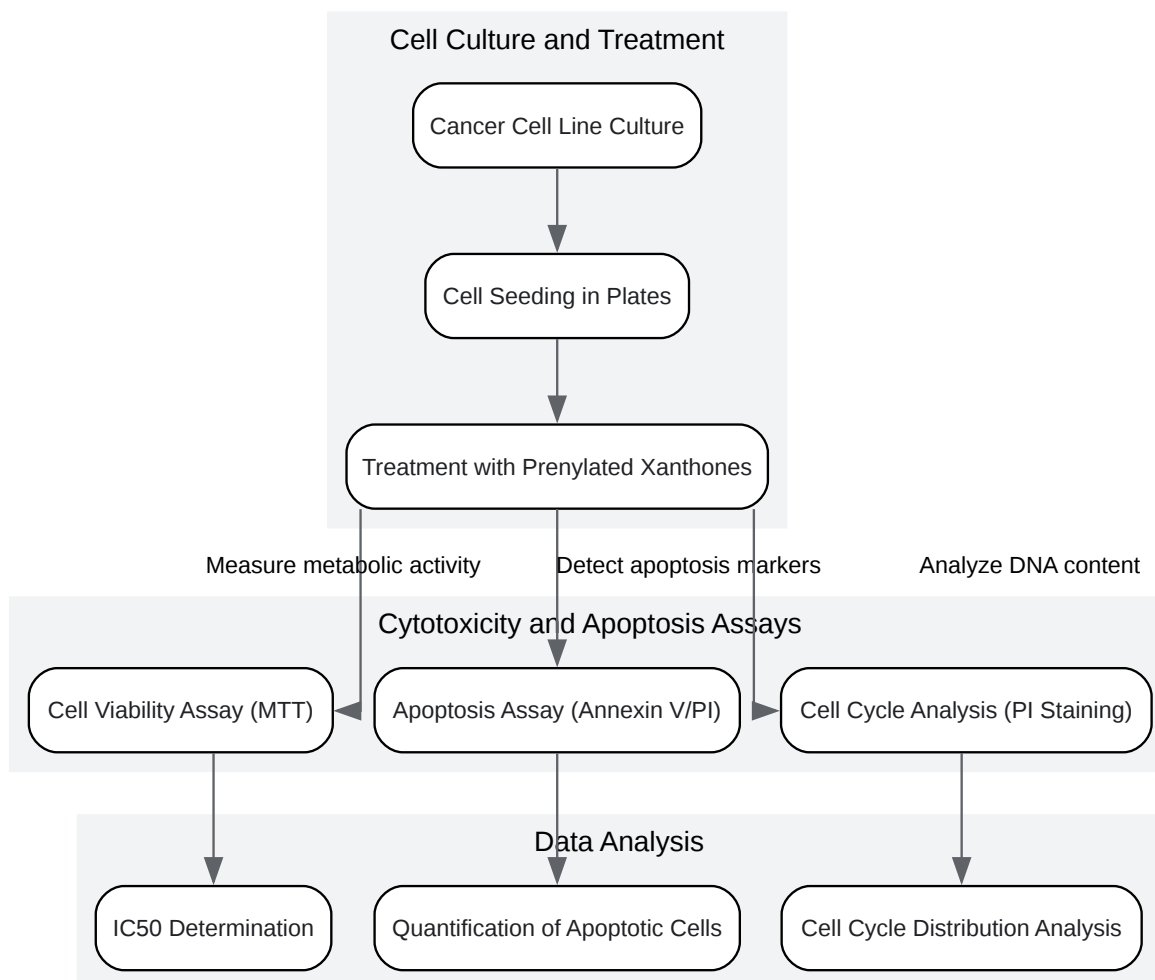 Cell Culture and Treatment
Cancer Cell Line Culture
Cell Seeding in Plates
Treatment with Prenylated Xanthones
Measure metabolic activity
Detect apoptosis markers
Analyze DNA content
Cytotoxicity and Apoptosis Assays
Cell Viability Assay (MTT)
Apoptosis Assay (Annexin V/PI)
Cell Cycle Analysis (PI Staining)
Data Analysis
IC50 Determination
Quantification of Apoptotic Cells
Cell Cycle Distribution Analysis